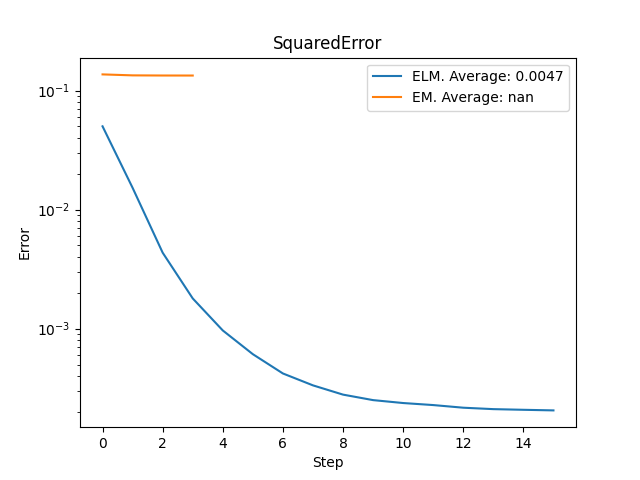 SquaredError
ELM. Average: 0.0047
EM. Average: nan
Error
10⁻¹
10⁻²
10⁻³
0 2 4 6 8 10 12 14
Step